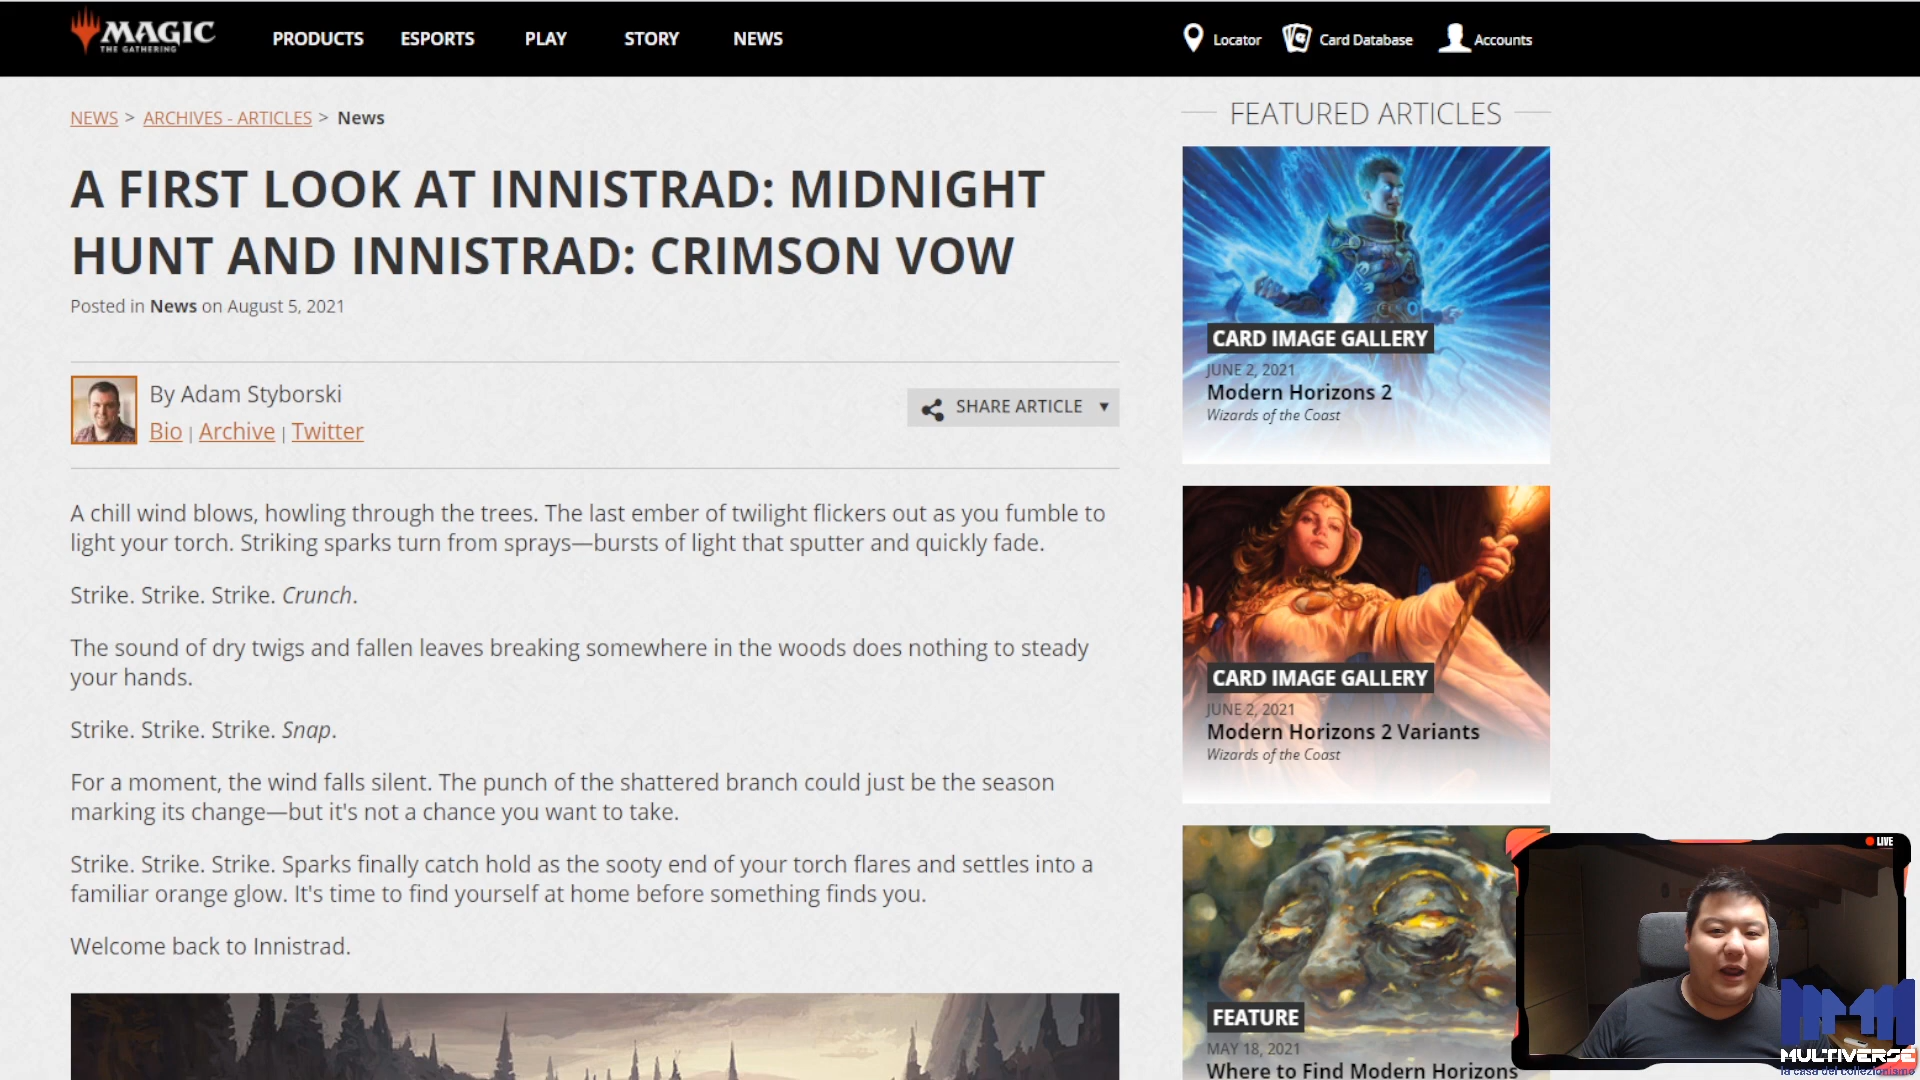 MAGIC
THE GATHERING
PRODUCTS
ESPORTS
PLAY
STORY
NEWS
Locator
Card Database
Accounts
NEWS > ARCHIVES - ARTICLES > News
A FIRST LOOK AT INNISTRAD: MIDNIGHT
HUNT AND INNISTRAD: CRIMSON VOW
Posted in News on August 5, 2021
By Adam Styborski
Bio | Archive | Twitter
SHARE ARTICLE
A chill wind blows, howling through the trees. The last ember of twilight flickers out as you fumble to
light your torch. Striking sparks turn from sprays—bursts of light that sputter and quickly fade.
Strike. Strike. Strike. Crunch.
The sound of dry twigs and fallen leaves breaking somewhere in the woods does nothing to steady
your hands.
Strike. Strike. Strike. Snap.
For a moment, the wind falls silent. The punch of the shattered branch could just be the season
marking its change—but it's not a chance you want to take.
Strike. Strike. Strike. Sparks finally catch hold as the sooty end of your torch flares and settles into a
familiar orange glow. It's time to find yourself at home before something finds you.
Welcome back to Innistrad.
FEATURED ARTICLES
CARD IMAGE GALLERY
JUNE 2, 2021
Modern Horizons 2
Wizards of the Coast
CARD IMAGE GALLERY
JUNE 2, 2021
Modern Horizons 2 Variants
Wizards of the Coast
FEATURE
MAY 18, 2021
Where to Find Modern Horizons
LIVE
MULTIVERSE
la casa del collezionismo